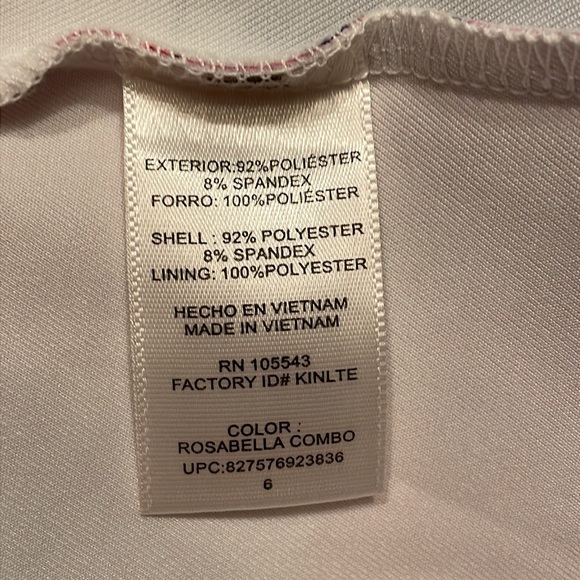 EXTERIOR:92%POLIÉSTER
8% SPANDEX
FORRO: 100%POLIÉSTER
SHELL : 92% POLYESTER
8% SPANDEX
LINING: 100%POLYESTER
HECHO EN VIETNAM
MADE IN VIETNAM
RN 105543
FACTORY ID# KINLTE
COLOR :
ROSABELLA COMBO
UPC:827576923836
6